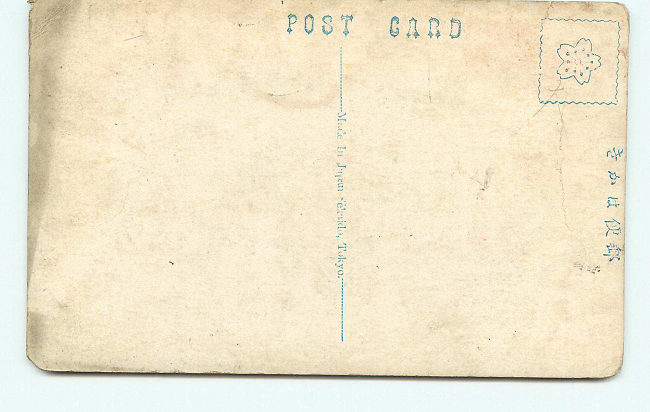 POST CARD
Made in Japan Tokyo.
きかは便郵